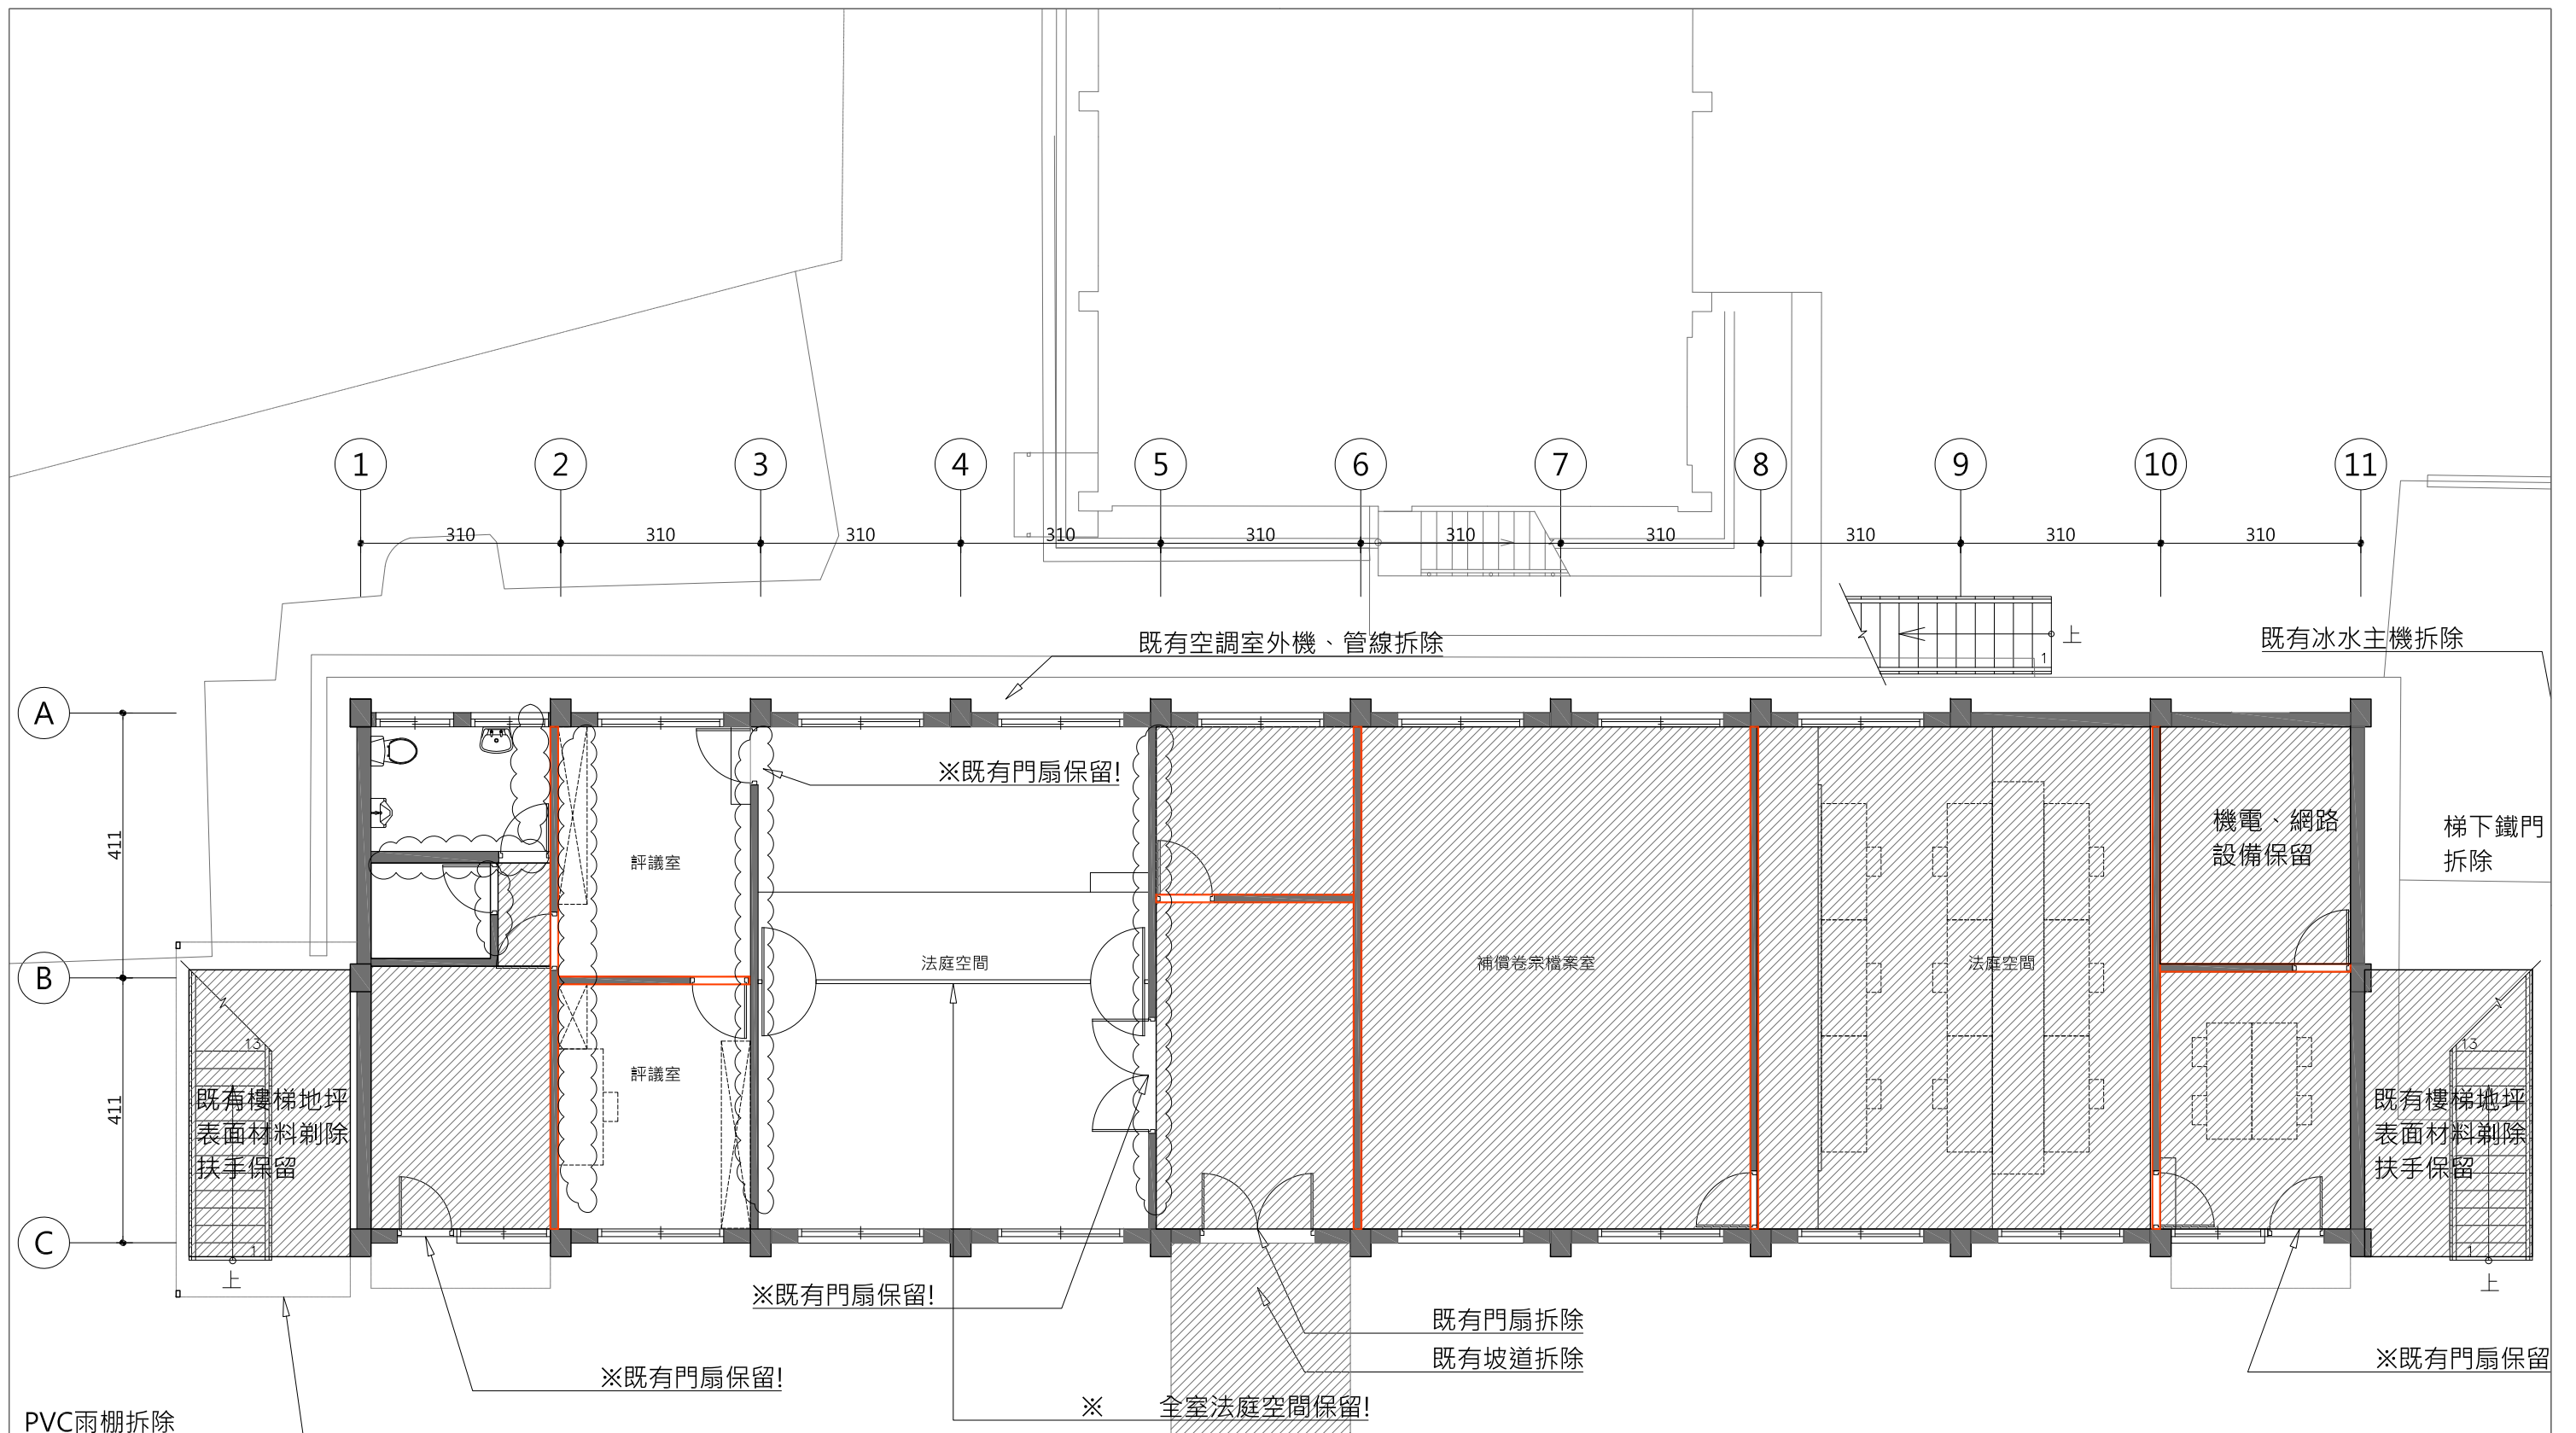 1 2 3 4 5 6 7 8 9 10 11
310 310 310 310 310 310 310 310 310 310
既有空調室外機、管線拆除
上
1
既有冰水主機拆除
A
※既有門扇保留!
411
評議室
機電、網路
設備保留
梯下鐵門
拆除
B
法庭空間
補償卷宗檔案室
法庭空間
13
13
評議室
411
既有樓梯地坪
表面材料剃除
扶手保留
既有樓梯地坪
表面材料剃除
扶手保留
C
1
1
上
上
※既有門扇保留!
既有門扇拆除
既有坡道拆除
※既有門扇保留
※既有門扇保留!
※ 全室法庭空間保留!
PVC雨棚拆除